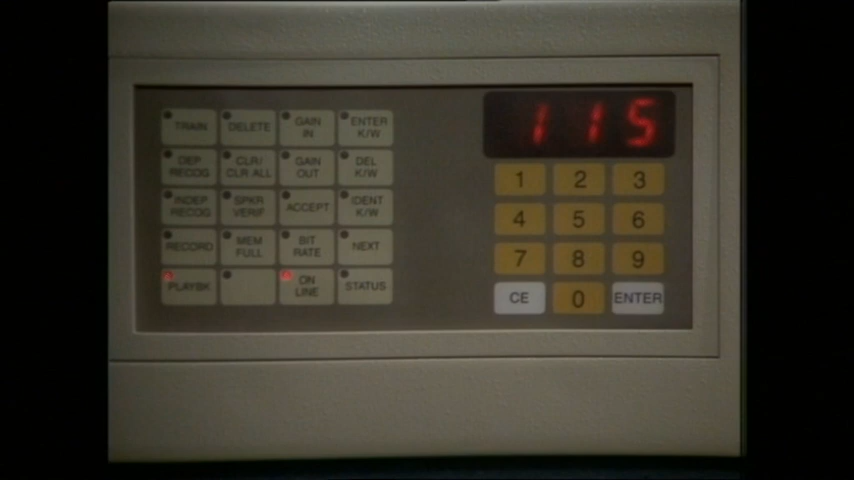 115
TRAIN DELETE GAIN IN ENTER K/W
DEP RECOG CLR/ CLR ALL GAIN OUT DEL K/W
INDEP RECOG SPKR VERIF ACCEPT IDENT K/W
RECORD MEM FULL BIT RATE NEXT
PLAYBK ON LINE STATUS
1 2 3
4 5 6
7 8 9
CE 0 ENTER